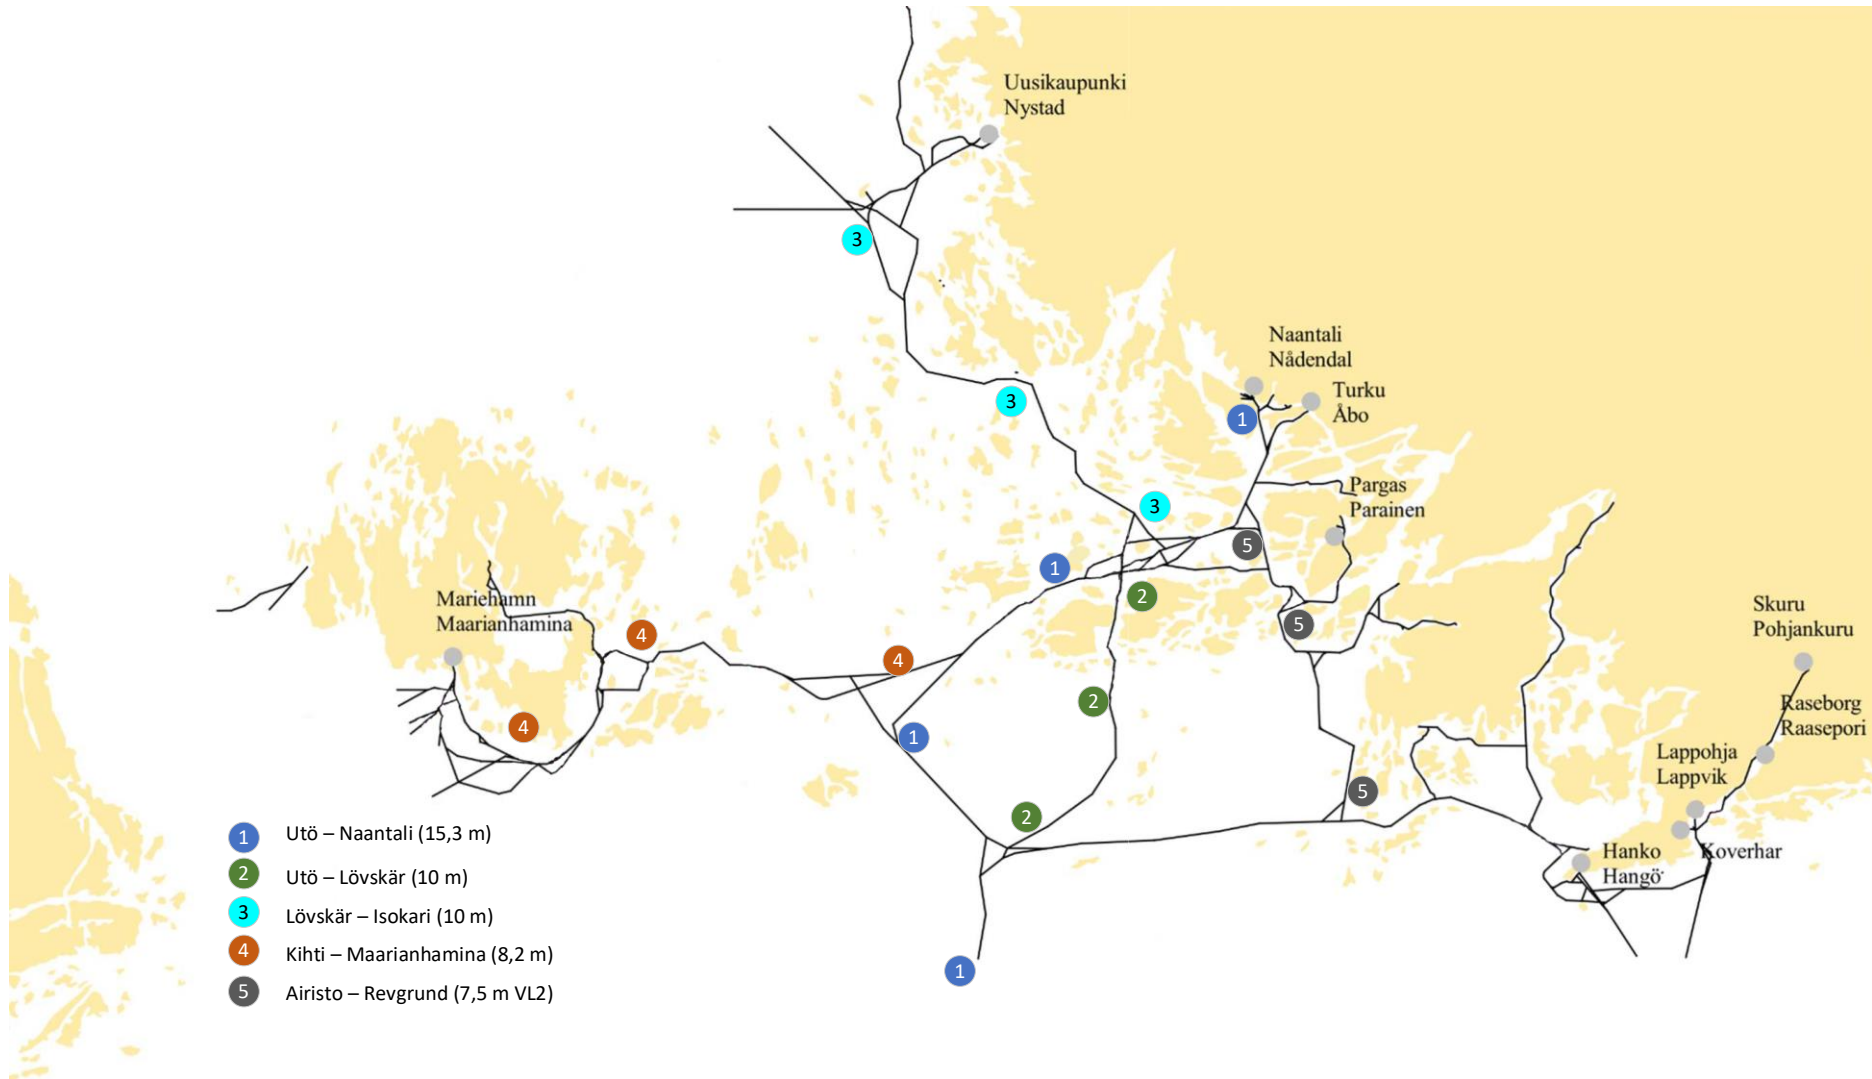 Uusikaupunki
Nystad
3
Naantali
Nådendal
Turku
Åbo
1
3
Pargas
Parainen
3
5
1
2
Mariehamn
Maarianhamina
4
5
Skuru
Pohjankuru
4
2
4
1
Raseborg
Raasepori
Lappohja
Lappvik
5
2
Hanko
Hangö
Koverhar
1
1 Utö – Naantali (15,3 m)
2 Utö – Lövskär (10 m)
3 Lövskär – Isokari (10 m)
4 Kihti – Maarianhamina (8,2 m)
5 Airisto – Revgrund (7,5 m VL2)